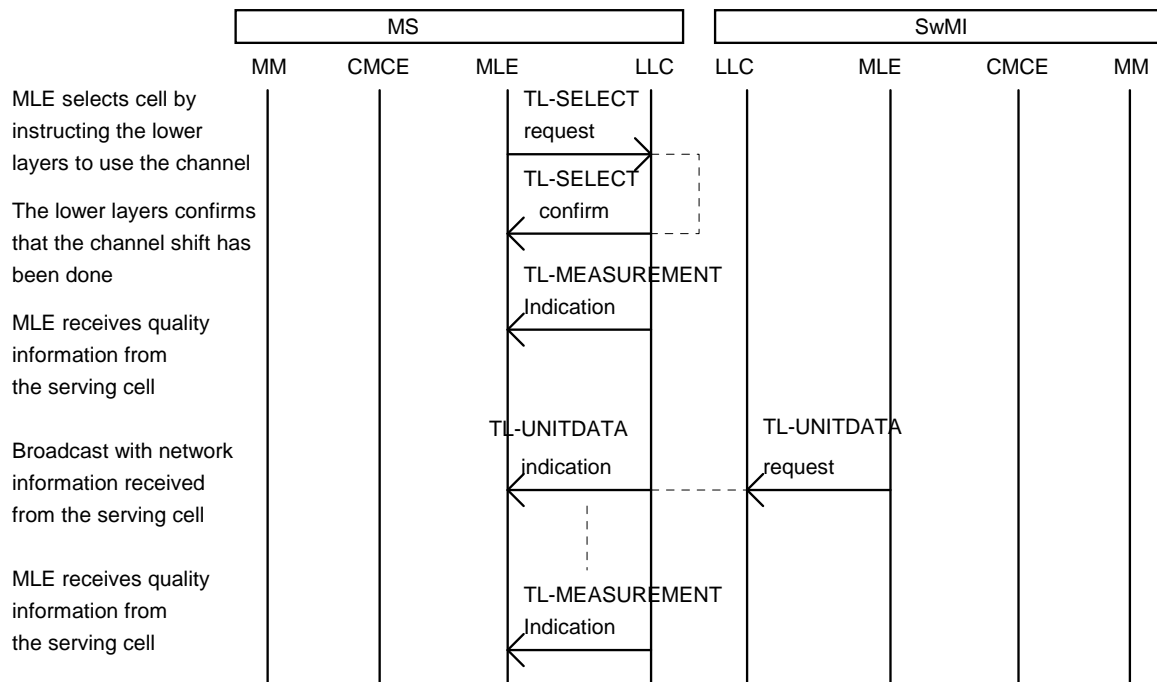 MS
SwMI
MM
CMCE
MLE
LLC
LLC
MLE
CMCE
MM
MLE selects cell by
instructing the lower
layers to use the channel
TL-SELECT
request
The lower layers confirms
that the channel shift has
been done
TL-SELECT
confirm
MLE receives quality
information from
the serving cell
TL-MEASUREMENT
Indication
Broadcast with network
information received
from the serving cell
TL-UNITDATA
indication
TL-UNITDATA
request
MLE receives quality
information from
the serving cell
TL-MEASUREMENT
Indication